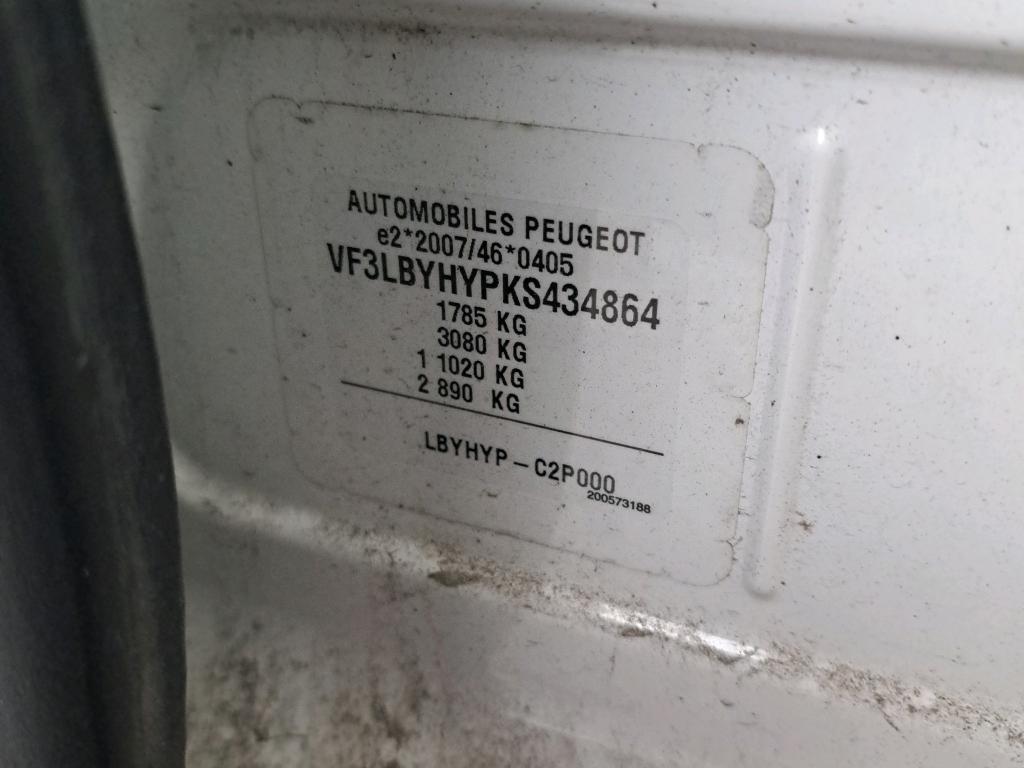 AUTOMOBILES PEUGEOT
e2*2007/46*0405
VF3LBYHYPKS434864
1785 KG
3080 KG
1 1020 KG
2 890 KG
LBYHYP – C2P000
200573188